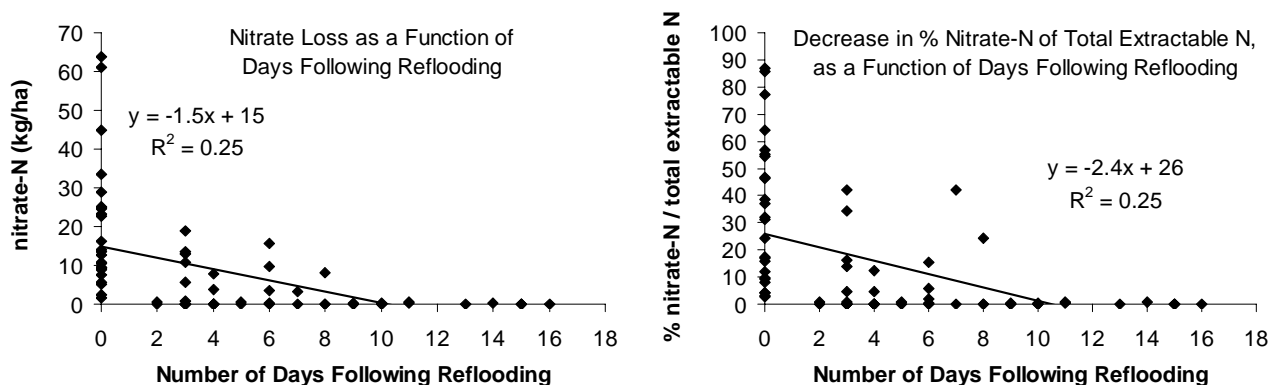 Nitrate Loss as a Function of
Days Following Reflooding
y = -1.5x + 15
R2 = 0.25
nitrate-N (kg/ha)
70
60
50
40
30
20
10
0
0 2 4 6 8 10 12 14 16 18
Number of Days Following Reflooding
Decrease in % Nitrate-N of Total Extractable N,
as a Function of Days Following Reflooding
y = -2.4x + 26
R2 = 0.25
% nitrate-N / total extractable N
100
90
80
70
60
50
40
30
20
10
0
0 2 4 6 8 10 12 14 16 18
Number of Days Following Reflooding